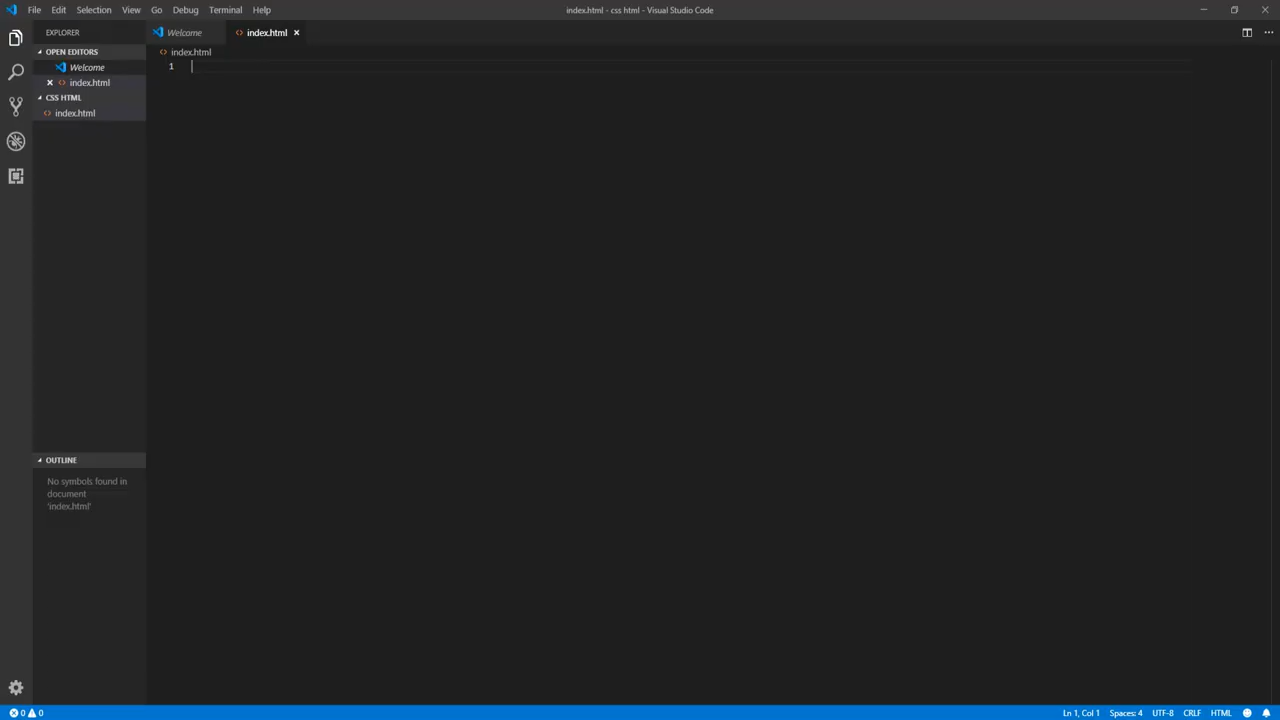 File Edit Selection View Go Debug Terminal Help
index.html - css html - Visual Studio Code
EXPLORER
Welcome
index.html
OPEN EDITORS
index.html
Welcome
1
index.html
CSS HTML
index.html
OUTLINE
No symbols found in
document
'index.html'
0 0
Ln 1, Col 1 Spaces: 4 UTF-8 CRLF HTML